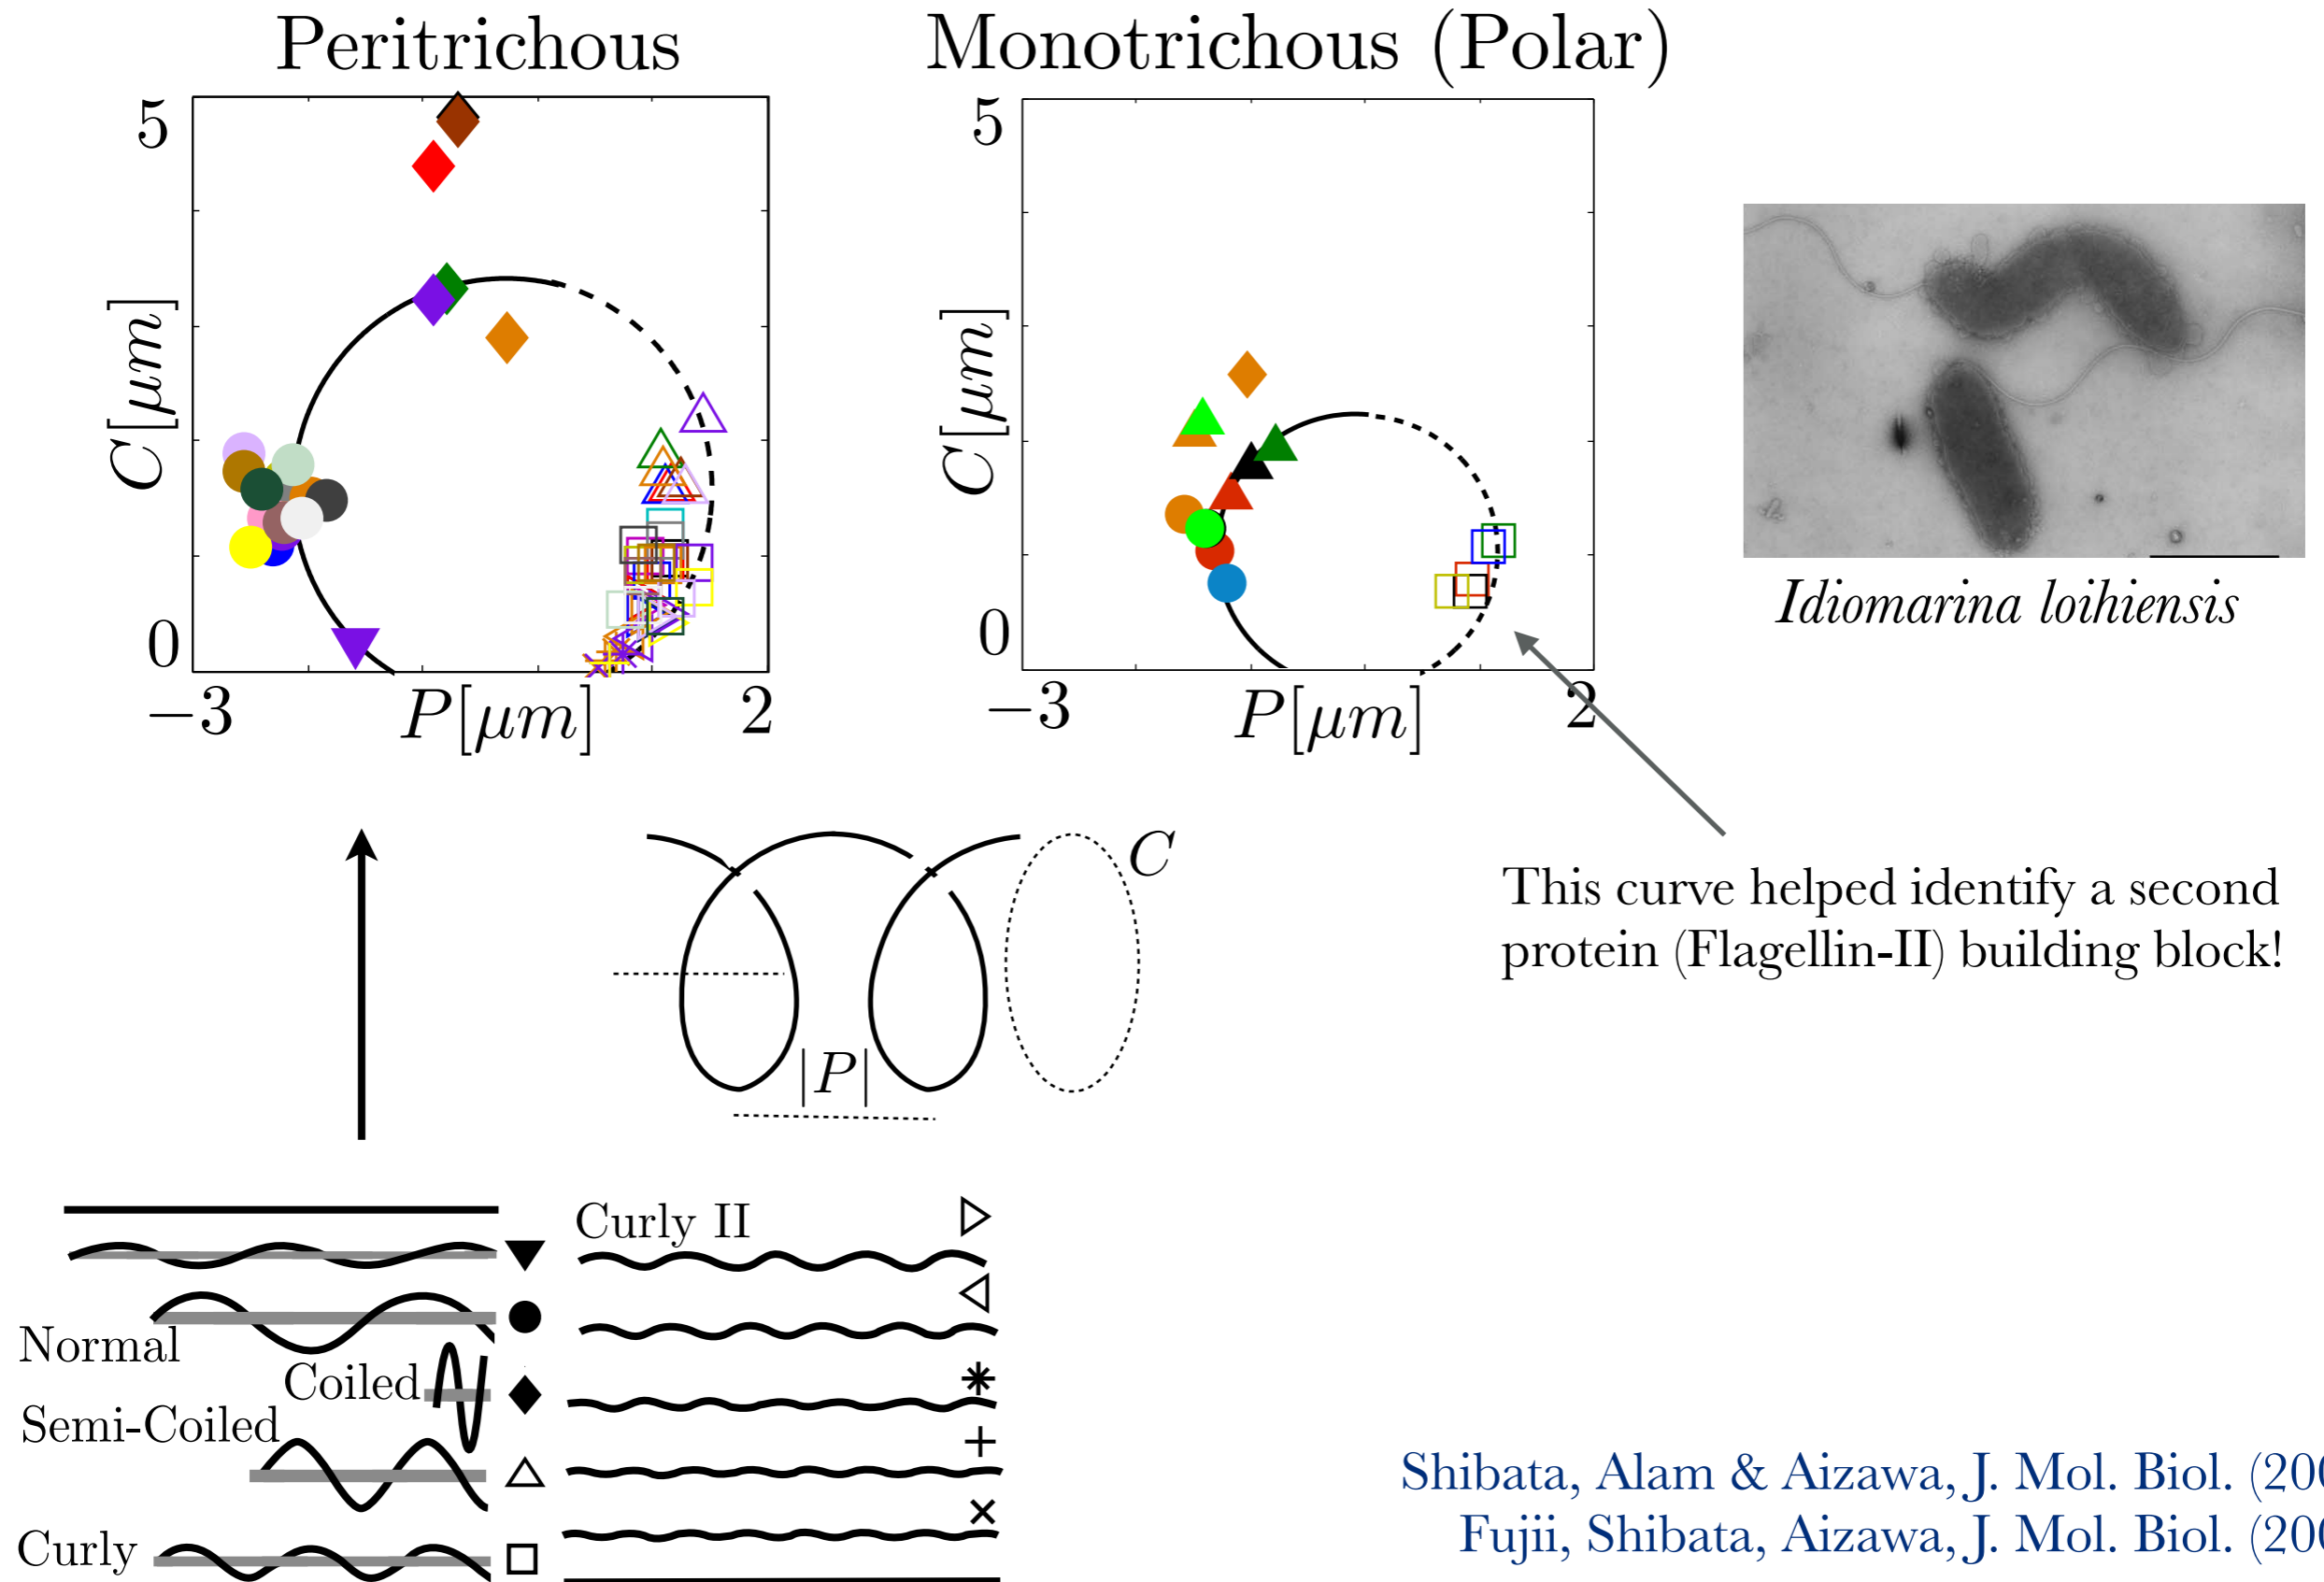 Peritrichous
Monotrichous (Polar)
5
C [μm]
0
−3
P[μm]
2
5
C [μm]
0
−3
P[μm]
2
Idiomarina loihiensis
This curve helped identify a second
protein (Flagellin-II) building block!
C
|P|
Normal
Coiled
Semi-Coiled
Curly
Curly II
Shibata, Alam & Aizawa, J. Mol. Biol.
Fujii, Shibata, Aizawa, J. Mol. Biol.